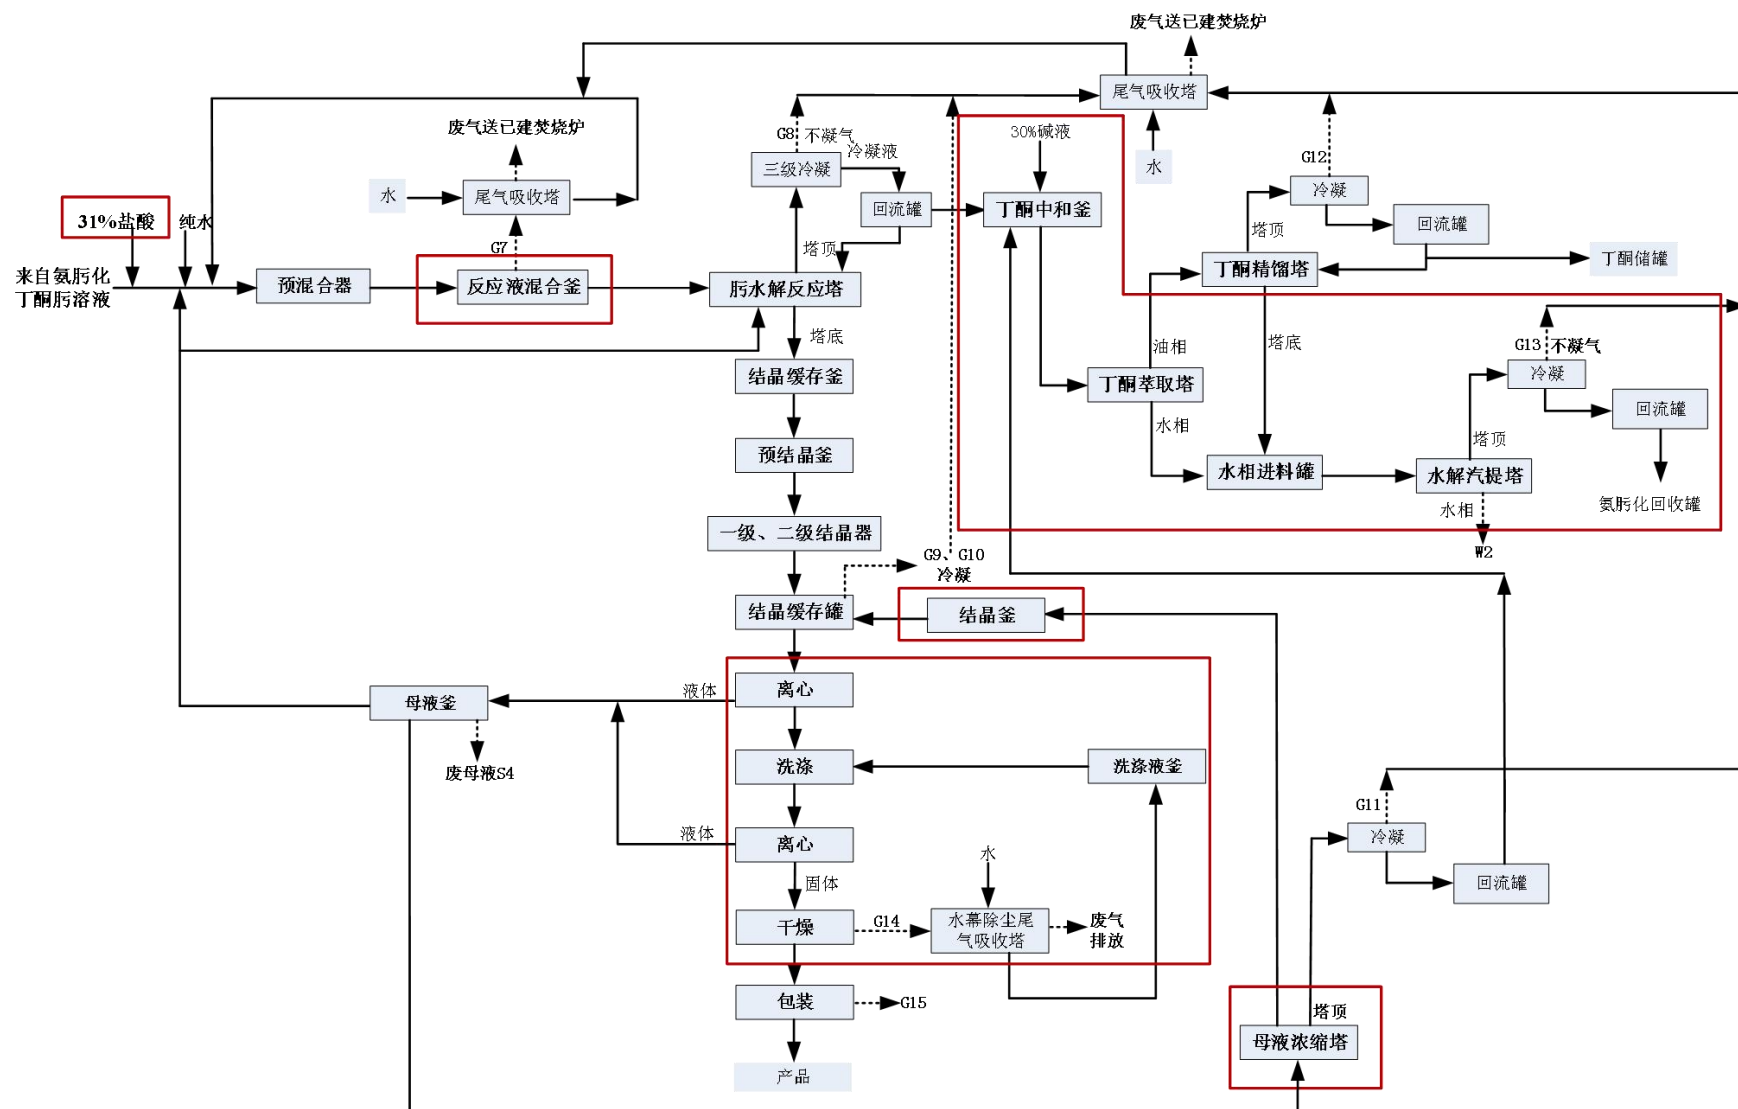 废气送已建焚烧炉
尾气吸收塔
水
废气送已建焚烧炉
水
尾气吸收塔
G7
31%盐酸
纯水
来自氨肟化
丁酮肟溶液
预混合器
反应液混合釜
G8
不凝气
三级冷凝
冷凝液
回流罐
塔顶
肟水解反应塔
塔底
30%碱液
丁酮中和釜
G12
冷凝
塔顶
回流罐
丁酮精馏塔
丁酮储罐
油相
塔底
丁酮萃取塔
水相
水相进料罐
G13
不凝气
冷凝
回流罐
塔顶
水解汽提塔
氨肟化回收罐
水相
W2
结晶缓存釜
预结晶釜
一级、二级结晶器
G9、G10
冷凝
结晶缓存罐
结晶釜
离心
液体
母液釜
废母液S4
洗涤
洗涤液釜
离心
液体
固体
水
干燥
G14
水幕除尘尾
气吸收塔
废气
排放
包装
G15
产品
G11
冷凝
回流罐
塔顶
母液浓缩塔